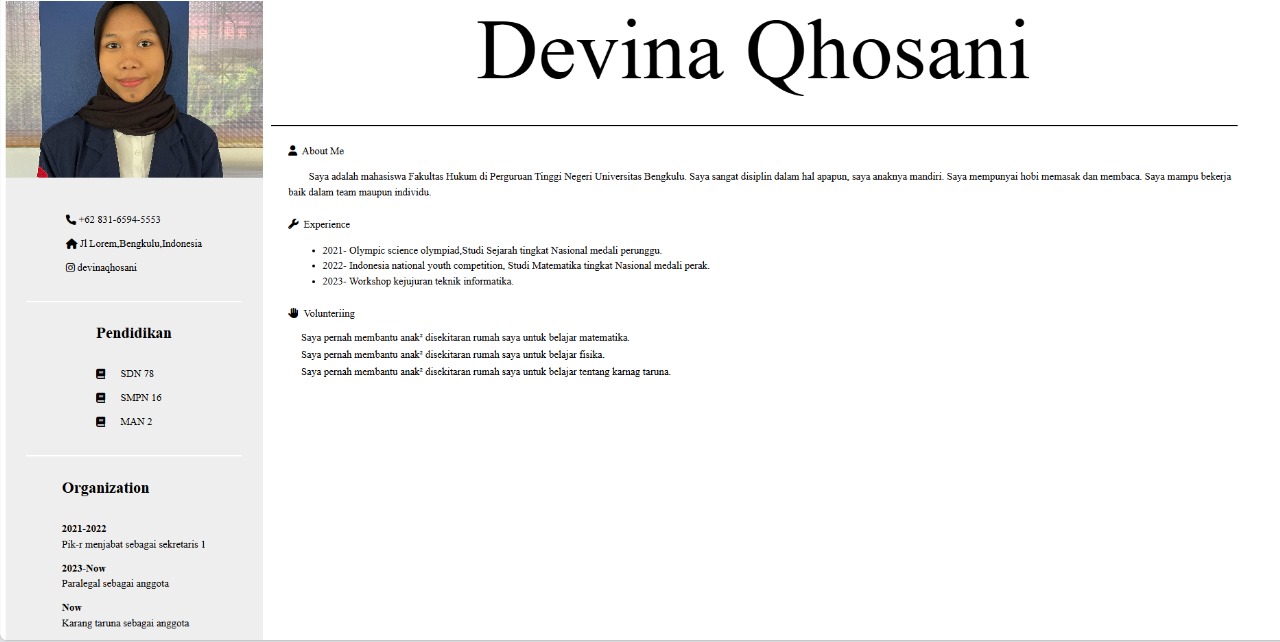 Devina Qhosani
+62 831-6594-5553
Jl Lorem,Bengkulu,Indonesia
devinaqhosani
Pendidikan
SDN 78
SMPN 16
MAN 2
Organization
2021-2022
Pik-r menjabat sebagai sekretaris 1
2023-Now
Paralegal sebagai anggota
Now
Karang taruna sebagai anggota
About Me
Saya adalah mahasiswa Fakultas Hukum di Perguruan Tinggi Negeri Universitas Bengkulu. Saya sangat disiplin dalam hal apapun, saya anaknya mandiri. Saya mempunyai hobi memasak dan membaca. Saya mampu bekerja
baik dalam team maupun individu.
Experience
2021- Olympic science olympiad,Studi Sejarah tingkat Nasional medali perunggu.
2022- Indonesia national youth competition, Studi Matematika tingkat Nasional medali perak.
2023- Workshop kejujuran teknik informatika.
Volunteriing
Saya pernah membantu anak² disekitaran rumah saya untuk belajar matematika.
Saya pernah membantu anak² disekitaran rumah saya untuk belajar fisika.
Saya pernah membantu anak² disekitaran rumah saya untuk belajar tentang karnag taruna.